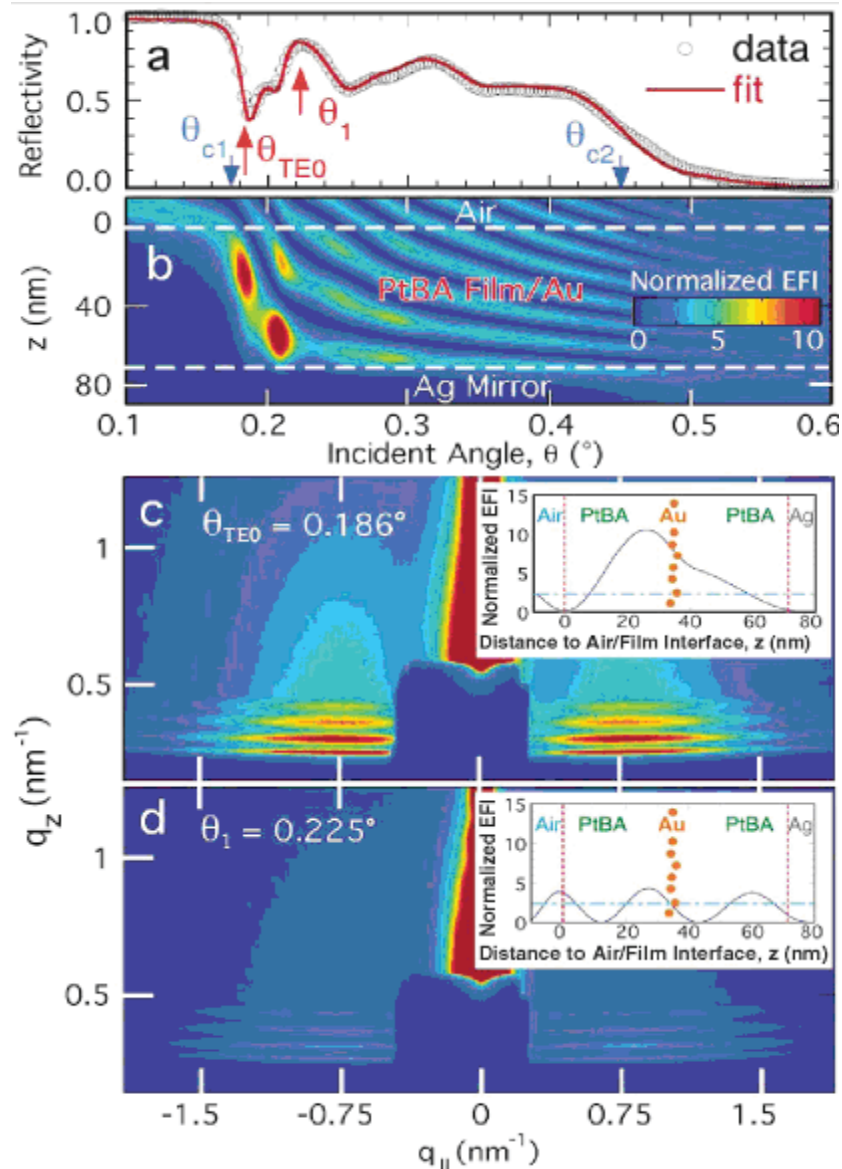 a
data
fit
Reflectivity
1.0
0.5
0.0
θc1
θTE0
θ1
θc2
b
Air
PtBA Film/Au
Normalized EFI
0 5 10
Ag Mirror
z (nm)
0
40
80
0.1 0.2 0.3 0.4 0.5 0.6
Incident Angle, θ (°)
c
θTE0 = 0.186°
Normalized EFI
15
10
5
0
Air PtBA Au PtBA Ag
0 20 40 60 80
Distance to Air/Film Interface, z (nm)
1
0.5
qz (nm-1)
d
θ1 = 0.225°
Normalized EFI
15
10
5
0
Air PtBA Au PtBA Ag
0 20 40 60 80
Distance to Air/Film Interface, z (nm)
1
0.5
-1.5 -0.75 0 0.75 1.5
q|| (nm-1)